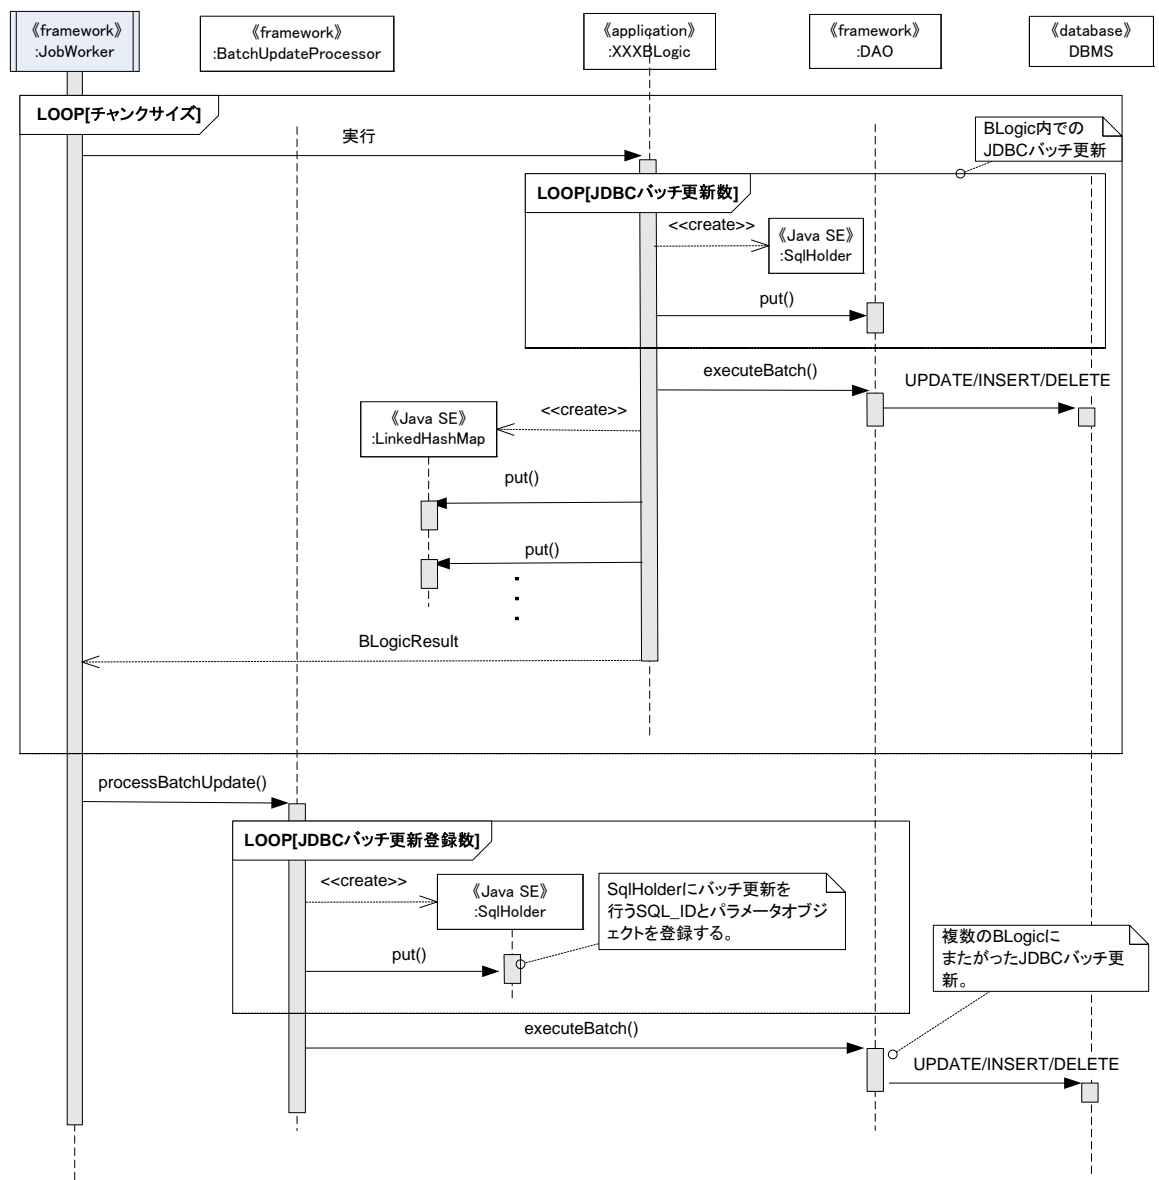 《framework》
:JobWorker
《framework》
:BatchUpdateProcessor
《application》
:XXXBLogic
《framework》
:DAO
《database》
DBMS
LOOP[チャンクサイズ]
実行
BLogic内での
JDBCバッチ更新
LOOP[JDBCバッチ更新数]
<<create>>
《Java SE》
:SqlHolder
put()
executeBatch()
UPDATE/INSERT/DELETE
<<create>>
《Java SE》
:LinkedHashMap
put()
put()
BLogicResult
processBatchUpdate()
LOOP[JDBCバッチ更新登録数]
<<create>>
《Java SE》
:SqlHolder
SqlHolderにバッチ更新を
行うSQL_IDとパラメータオブジ
ェクトを登録する。
put()
複数のBLogicに
またがったJDBCバッチ更
新。
executeBatch()
UPDATE/INSERT/DELETE